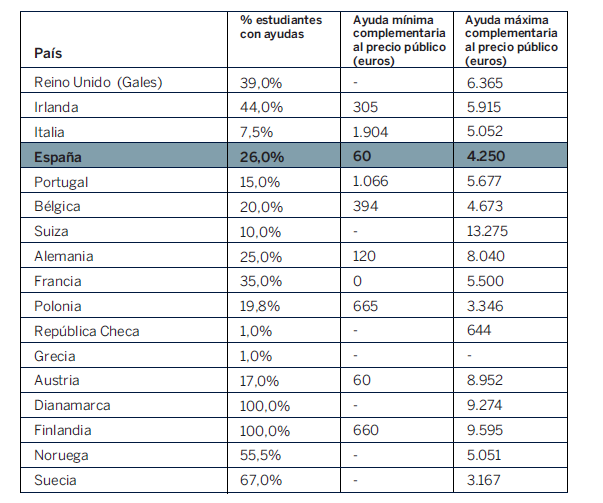 País % estudiantes con ayudas Ayuda mínima complementaria al precio público (euros) Ayuda máxima complementaria al precio público (euros)
Reino Unido (Gales) 39,0% - 6.365
Irlanda 44,0% 305 5.915
Italia 7,5% 1.904 5.052
España 26,0% 60 4.250
Portugal 15,0% 1.066 5.677
Bélgica 20,0% 394 4.673
Suiza 10,0% - 13.275
Alemania 25,0% 120 8.040
Francia 35,0% 0 5.500
Polonia 19,8% 665 3.346
República Checa 1,0% - 644
Grecia 1,0% - -
Austria 17,0% 60 8.952
Dianamarca 100,0% - 9.274
Finlandia 100,0% 660 9.595
Noruega 55,5% - 5.051
Suecia 67,0% - 3.167